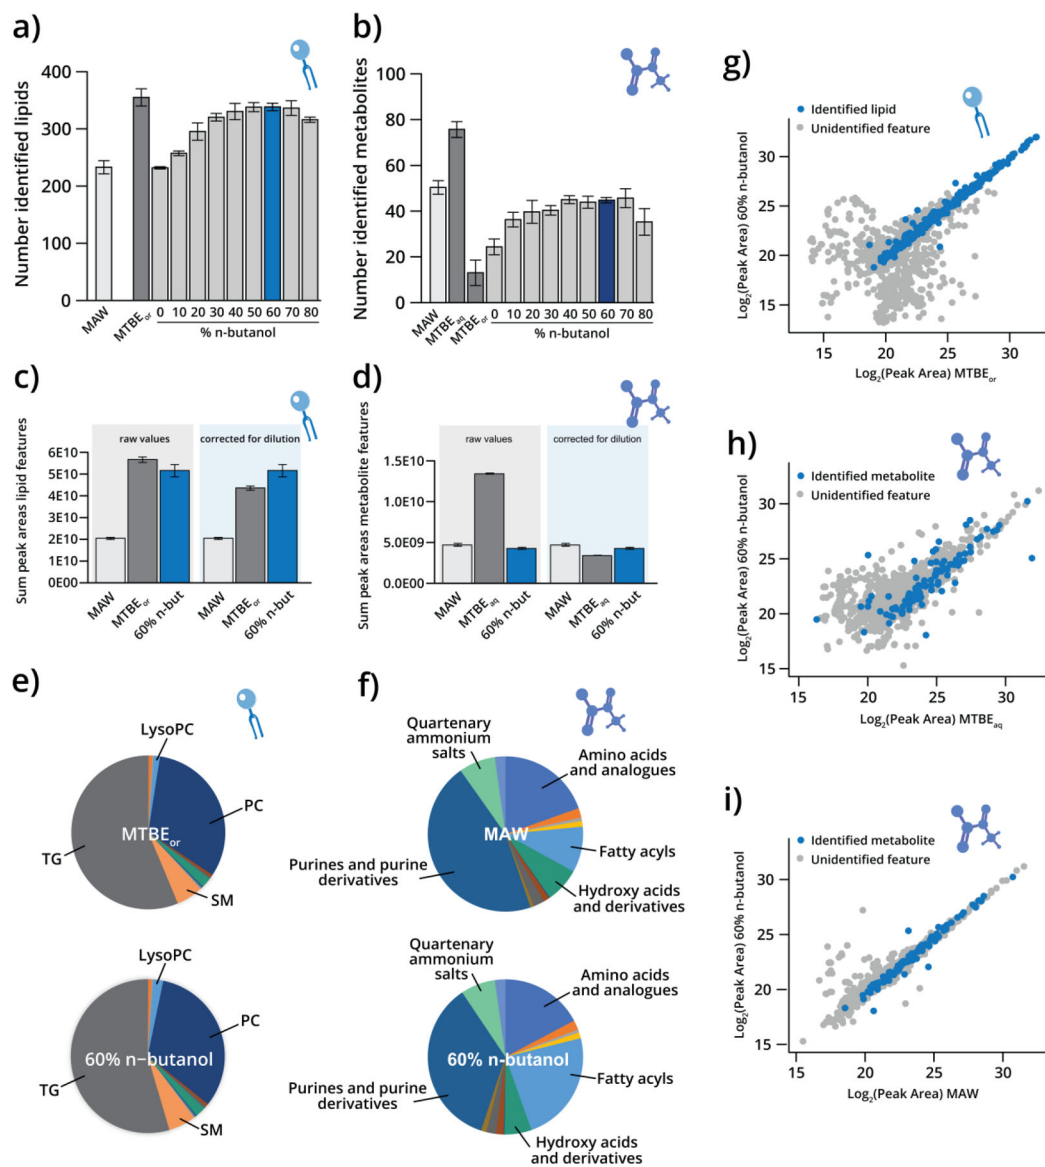 a)
Number identified lipids
400
300
200
100
0
MAW
MTBEor
0 10 20 30 40 50 60 70 80
% n-butanol
b)
Number identified metabolites
100
80
60
40
20
0
MAW
MTBEaq
MTBEor
0 10 20 30 40 50 60 70 80
% n-butanol
c)
Sum peak areas lipid features
raw values
corrected for dilution
6E10
5E10
4E10
3E10
2E10
1E10
0E00
MAW
MTBEor
60% n-but
MAW
MTBEor
60% n-but
d)
Sum peak areas metabolite features
raw values
corrected for dilution
1.5E10
1.0E10
5.0E09
0.0E00
MAW
MTBEaq
60% n-but
MAW
MTBEaq
60% n-but
e)
LysoPC
PC
MTBEor
TG
SM
LysoPC
PC
60% n-butanol
TG
SM
f)
Quartenary
ammonium
salts
Amino acids
and analogues
MAW
Fatty acyls
Purines and purine
derivatives
Hydroxy acids
and derivatives
Quartenary
ammonium
salts
Amino acids
and analogues
60% n-butanol
Fatty acyls
Purines and purine
derivatives
Hydroxy acids
and derivatives
g)
Identified lipid
Unidentified feature
Log2(Peak Area) 60% n-butanol
30
25
20
15
15 20 25 30
Log2(Peak Area) MTBEor
h)
Identified metabolite
Unidentified feature
Log2(Peak Area) 60% n-butanol
30
25
20
15
15 20 25 30
Log2(Peak Area) MTBEaq
i)
Identified metabolite
Unidentified feature
Log2(Peak Area) 60% n-butanol
30
25
20
15
15 20 25 30
Log2(Peak Area) MAW